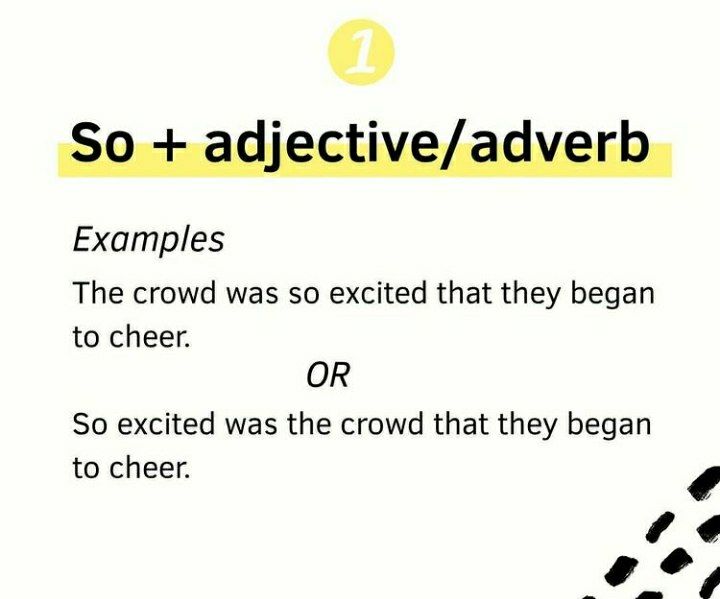 1
So + adjective/adverb
Examples
The crowd was so excited that they began
to cheer.
OR
So excited was the crowd that they began
to cheer.